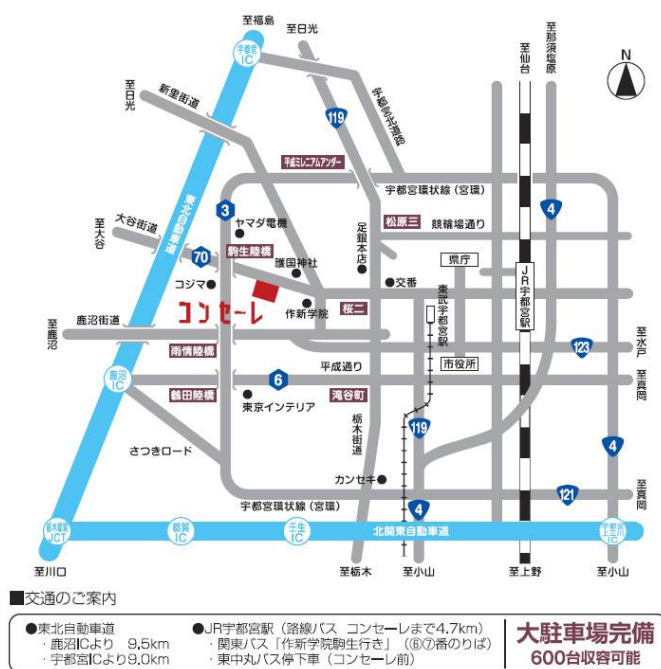 至福島
至日光
宇都宮
IC
至日光
新里街道
119
宇都宮北道路
至仙台
至那須塩原
N
平成ミレニアムアンダー
宇都宮環状線(宮環)
東北自動車道
3
4
松原三
競輪場通り
至大谷
大谷街道
ヤマダ電機
駒生陸橋
70
護国神社
足銀本店
県庁
JR宇都宮駅
コジマ
コンセーレ
作新学院
桜二
交番
東武宇都宮駅
至鹿沼
鹿沼街道
雨情陸橋
平成通り
市役所
123
至水戸
鹿沼
IC
6
至真岡
鶴田陸橋
東京インテリア
滝谷町
栃木街道
119
さつきロード
4
カンセキ
宇都宮環状線(宮環)
4
121
至真岡
栃木都賀
JCT
都賀
IC
壬生
IC
北関東自動車道
宇都宮
上三川
IC
至川口
至栃木
至小山
至上野
至小山
■交通のご案内
●東北自動車道
・鹿沼ICより 9.5km
・宇都宮ICより9.0km
●JR宇都宮駅(路線バス コンセーレまで4.7km)
・関東バス「作新学院駒生行き」(⑥⑦番のりば)
・東中丸バス停下車(コンセーレ前)
大駐車場完備
600台収容可能